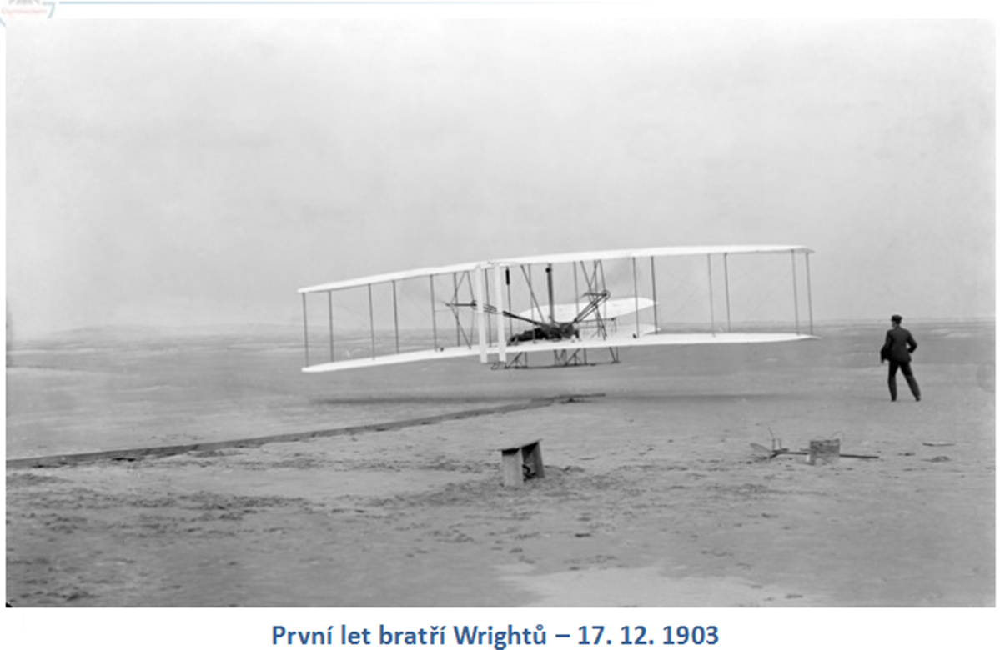 První let bratří Wrightů – 17. 12. 1903